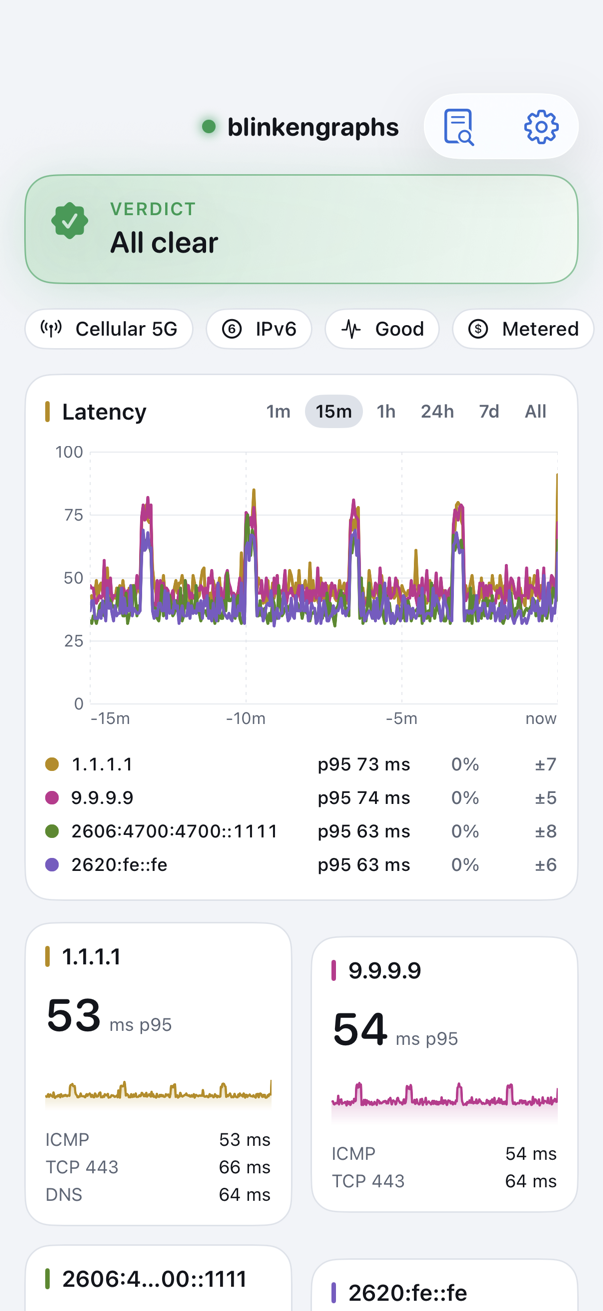 blinkengraphs
VERDICT
All clear
Cellular 5G
6 IPv6
Good
$ Metered
Latency 1m 15m 1h 24h 7d All
100
75
50
25
0
-15m -10m -5m now
1.1.1.1 p95 73 ms 0% ±7
9.9.9.9 p95 74 ms 0% ±5
2606:4700:4700::1111 p95 63 ms 0% ±8
2620:fe::fe p95 63 ms 0% ±6
1.1.1.1
53 ms p95
ICMP 53 ms
TCP 443 66 ms
DNS 64 ms
9.9.9.9
54 ms p95
ICMP 54 ms
TCP 443 64 ms
2606:4...00::1111
2620:fe::fe